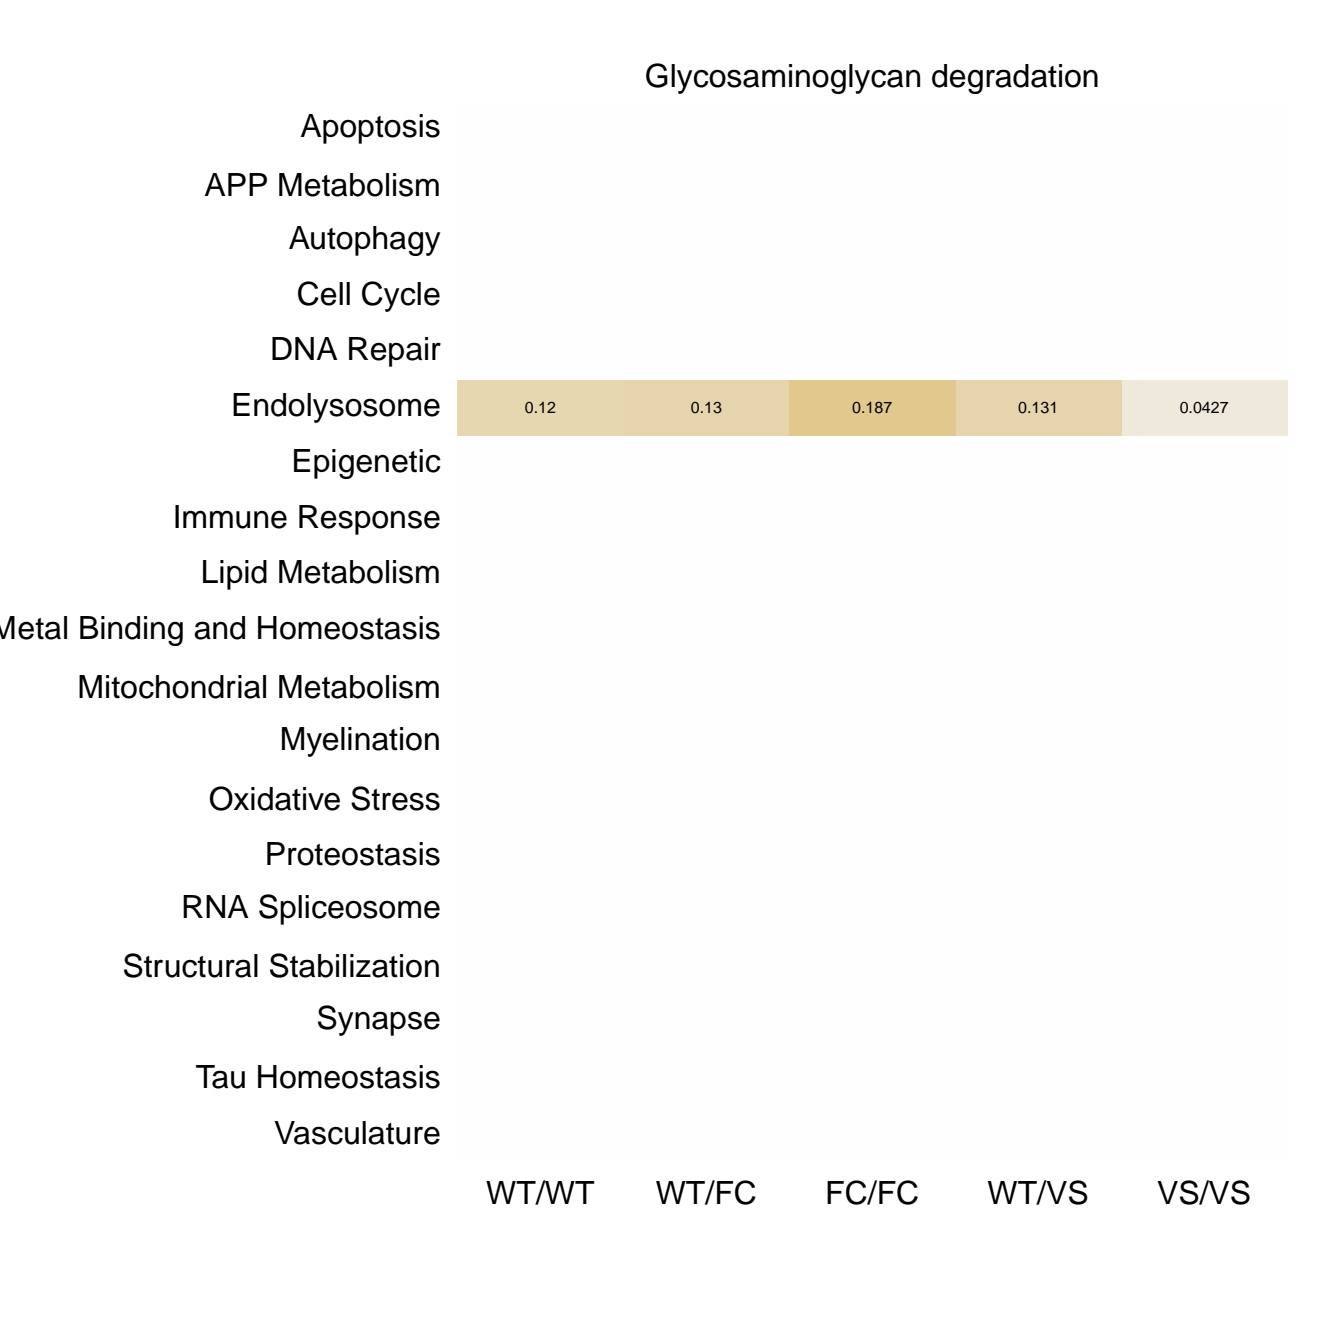 Glycosaminoglycan degradation
Apoptosis
APP Metabolism
Autophagy
Cell Cycle
DNA Repair
Endolysosome 0.12 0.13 0.187 0.131 0.0427
Epigenetic
Immune Response
Lipid Metabolism
Metal Binding and Homeostasis
Mitochondrial Metabolism
Myelination
Oxidative Stress
Proteostasis
RNA Spliceosome
Structural Stabilization
Synapse
Tau Homeostasis
Vasculature
WT/WT WT/FC FC/FC WT/VS VS/VS